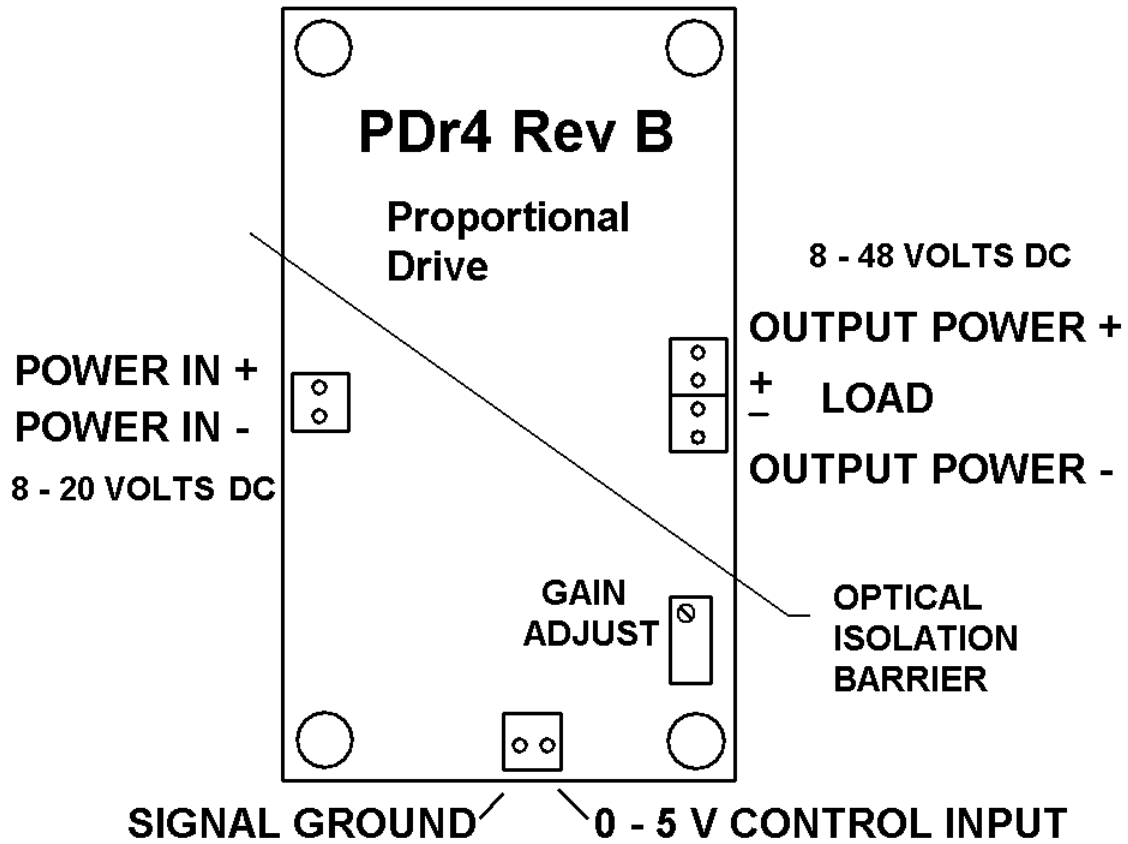 PDr4 Rev B
Proportional
Drive
8 - 48 VOLTS DC
OUTPUT POWER +
+
LOAD
–
OUTPUT POWER -
POWER IN +
POWER IN -
8 - 20 VOLTS DC
GAIN
ADJUST
OPTICAL
ISOLATION
BARRIER
SIGNAL GROUND
0 - 5 V CONTROL INPUT